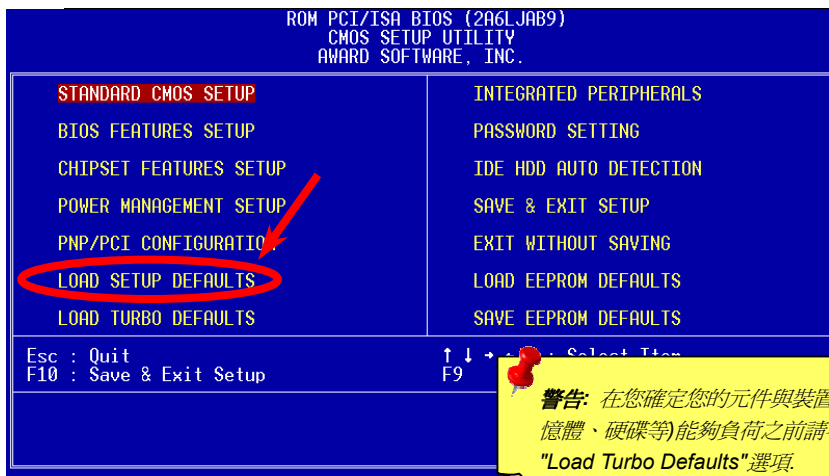 ROM PCI/ISA BIOS (2A6LJAB9)
CMOS SETUP UTILITY
AWARD SOFTWARE, INC.
STANDARD CMOS SETUP
BIOS FEATURES SETUP
CHIPSET FEATURES SETUP
POWER MANAGEMENT SETUP
PNP/PCI CONFIGURATION
LOAD SETUP DEFAULTS
LOAD TURBO DEFAULTS
INTEGRATED PERIPHERALS
PASSWORD SETTING
IDE HDD AUTO DETECTION
SAVE & EXIT SETUP
EXIT WITHOUT SAVING
LOAD EEPROM DEFAULTS
SAVE EEPROM DEFAULTS
Esc : Quit
F10 : Save & Exit Setup
↑ ↓ → ← : Select Item
F9
警告: 在您確定您的元件與裝置
憶體、硬碟等)能夠負荷之前請
"Load Turbo Defaults"選項.